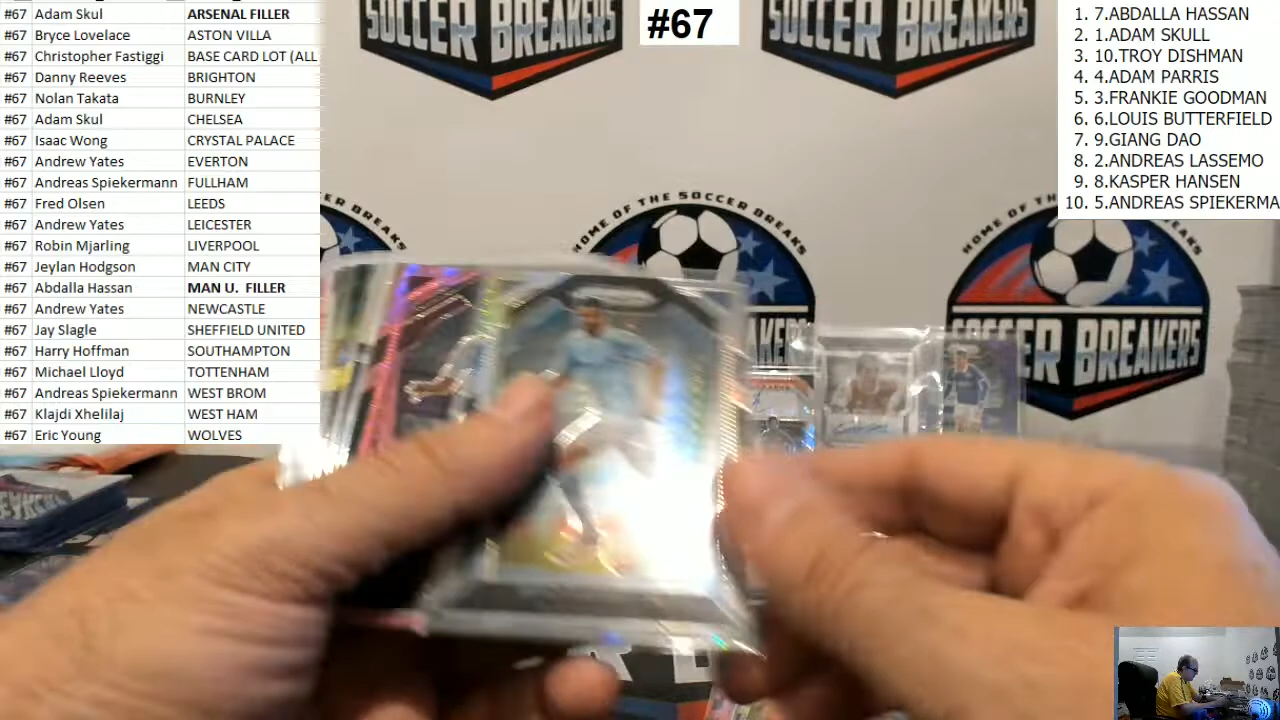 #67 Adam Skul ARSENAL FILLER
#67 Bryce Lovelace ASTON VILLA
#67 Christopher Fastiggi BASE CARD LOT (ALL
#67 Danny Reeves BRIGHTON
#67 Nolan Takata BURNLEY
#67 Adam Skul CHELSEA
#67 Isaac Wong CRYSTAL PALACE
#67 Andrew Yates EVERTON
#67 Andreas Spiekermann FULLHAM
#67 Fred Olsen LEEDS
#67 Andrew Yates LEICESTER
#67 Robin Mjarling LIVERPOOL
#67 Jeylan Hodgson MAN CITY
#67 Abdalla Hassan MAN U. FILLER
#67 Andrew Yates NEWCASTLE
#67 Jay Slagle SHEFFIELD UNITED
#67 Harry Hoffman SOUTHAMPTON
#67 Michael Lloyd TOTTENHAM
#67 Andreas Spiekermann WEST BROM
#67 Klajdi Xhelilaj WEST HAM
#67 Eric Young WOLVES
SOCCER BREAKERS
#67
SOCCER BREAKERS
1. 7.ABDALLA HASSAN
2. 1.ADAM SKULL
3. 10.TROY DISHMAN
4. 4.ADAM PARRIS
5. 3.FRANKIE GOODMAN
6. 6.LOUIS BUTTERFIELD
7. 9.GIANG DAO
8. 2.ANDREAS LASSEMO
9. 8.KASPER HANSEN
10. 5.ANDREAS SPIEKERMA
HOME OF THE SOCCER BREAKS
SOCCER
BREAKERS